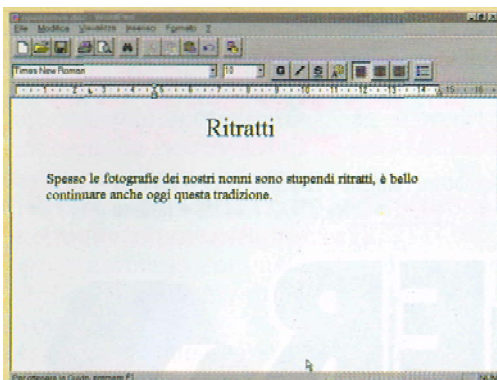 File Modifica Visualizza Inserisci Formato ?
Times New Roman 10
G / S
Ritratti
Spesso le fotografie dei nostri nonni sono stupendi ritratti, è bello
continuare anche oggi questa tradizione.
Per ottenere la Guida, premere F1
NUM